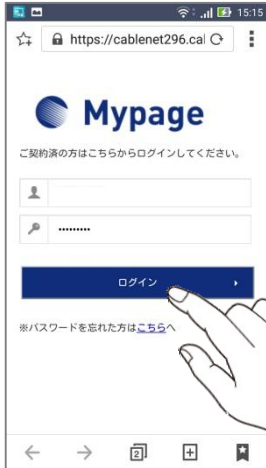 15:15
https://cablenet296.cal
Mypage
ご契約済の方はこちらからログインしてください。
•••••••••
ログイン
※パスワードを忘れた方はこちらへ
2